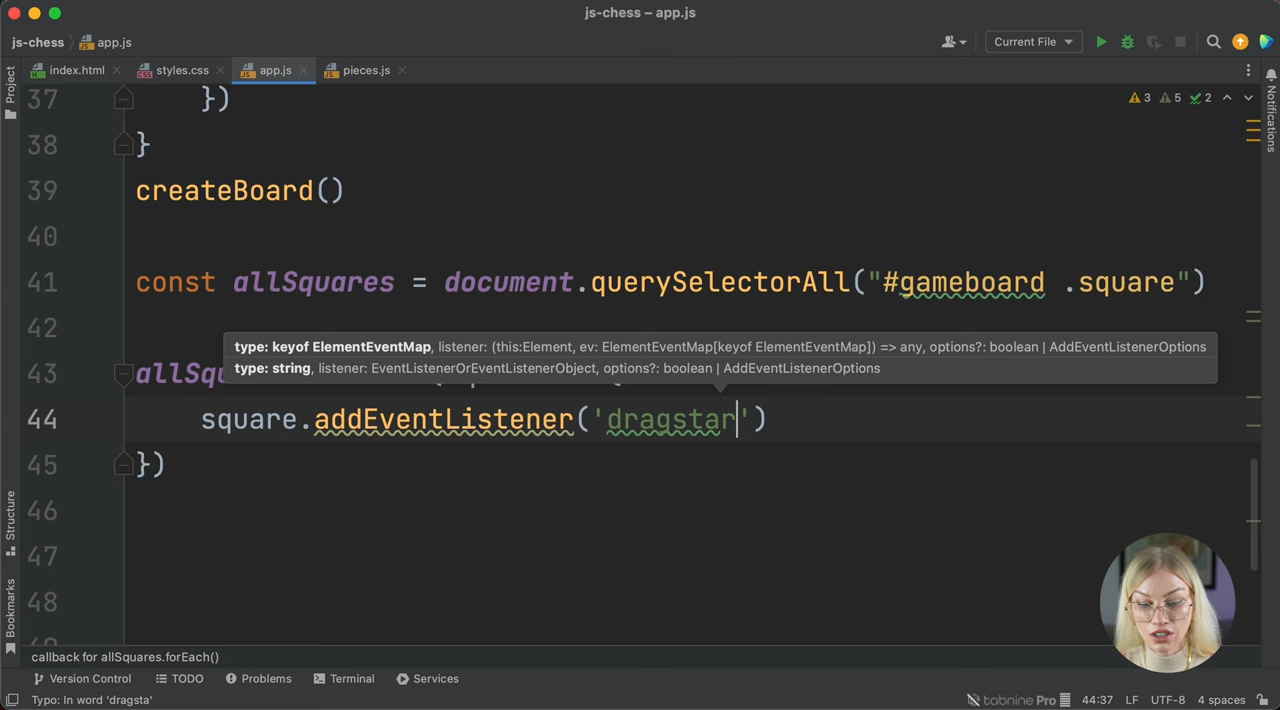 js-chess – app.js
js-chess app.js
Current File
index.html styles.css app.js pieces.js
3 5 2
Project
Notifications
37 })
38 }
39 createBoard()
40
41 const allSquares = document.querySelectorAll("#gameboard .square")
42
type: keyof ElementEventMap, listener: (this:Element, ev: ElementEventMap[keyof ElementEventMap]) => any, options?: boolean | AddEventListenerOptions
type: string, listener: EventListenerOrEventListenerObject, options?: boolean | AddEventListenerOptions
43 allSqu
44 square.addEventListener('dragstar')
45 })
46
47
48
Structure
Bookmarks
callback for allSquares.forEach()
Version Control TODO Problems Terminal Services
Typo: In word 'dragsta' tabnine Pro 44:37 LF UTF-8 4 spaces